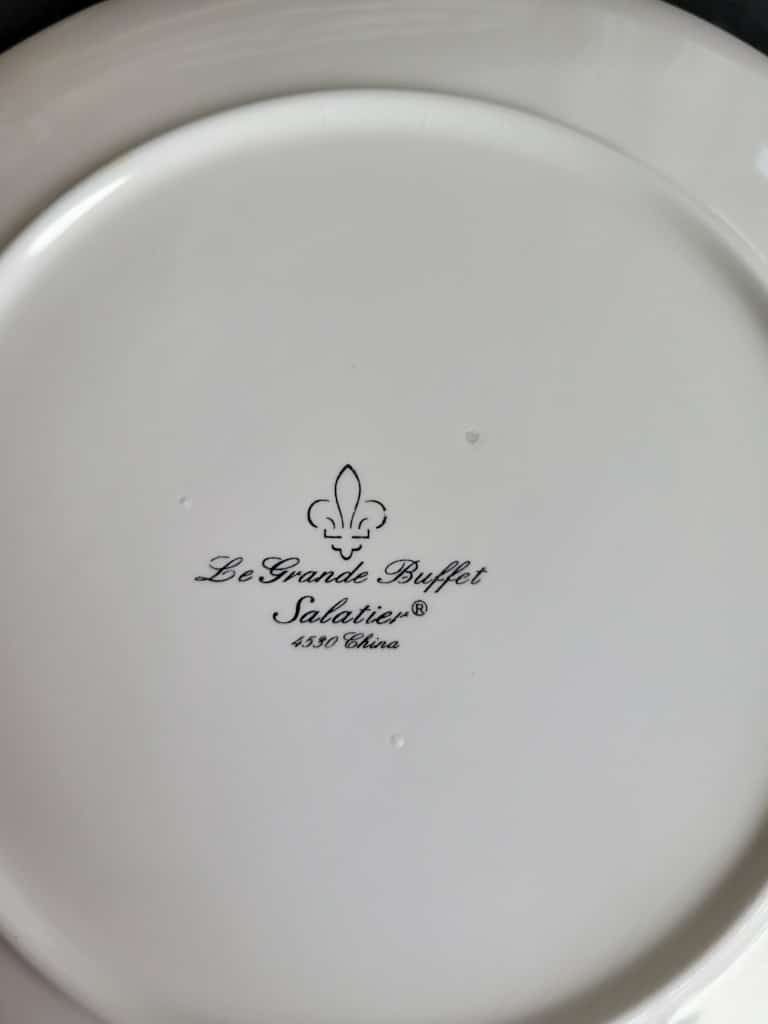 Le Grande Buffet
Salatier®
4530 China